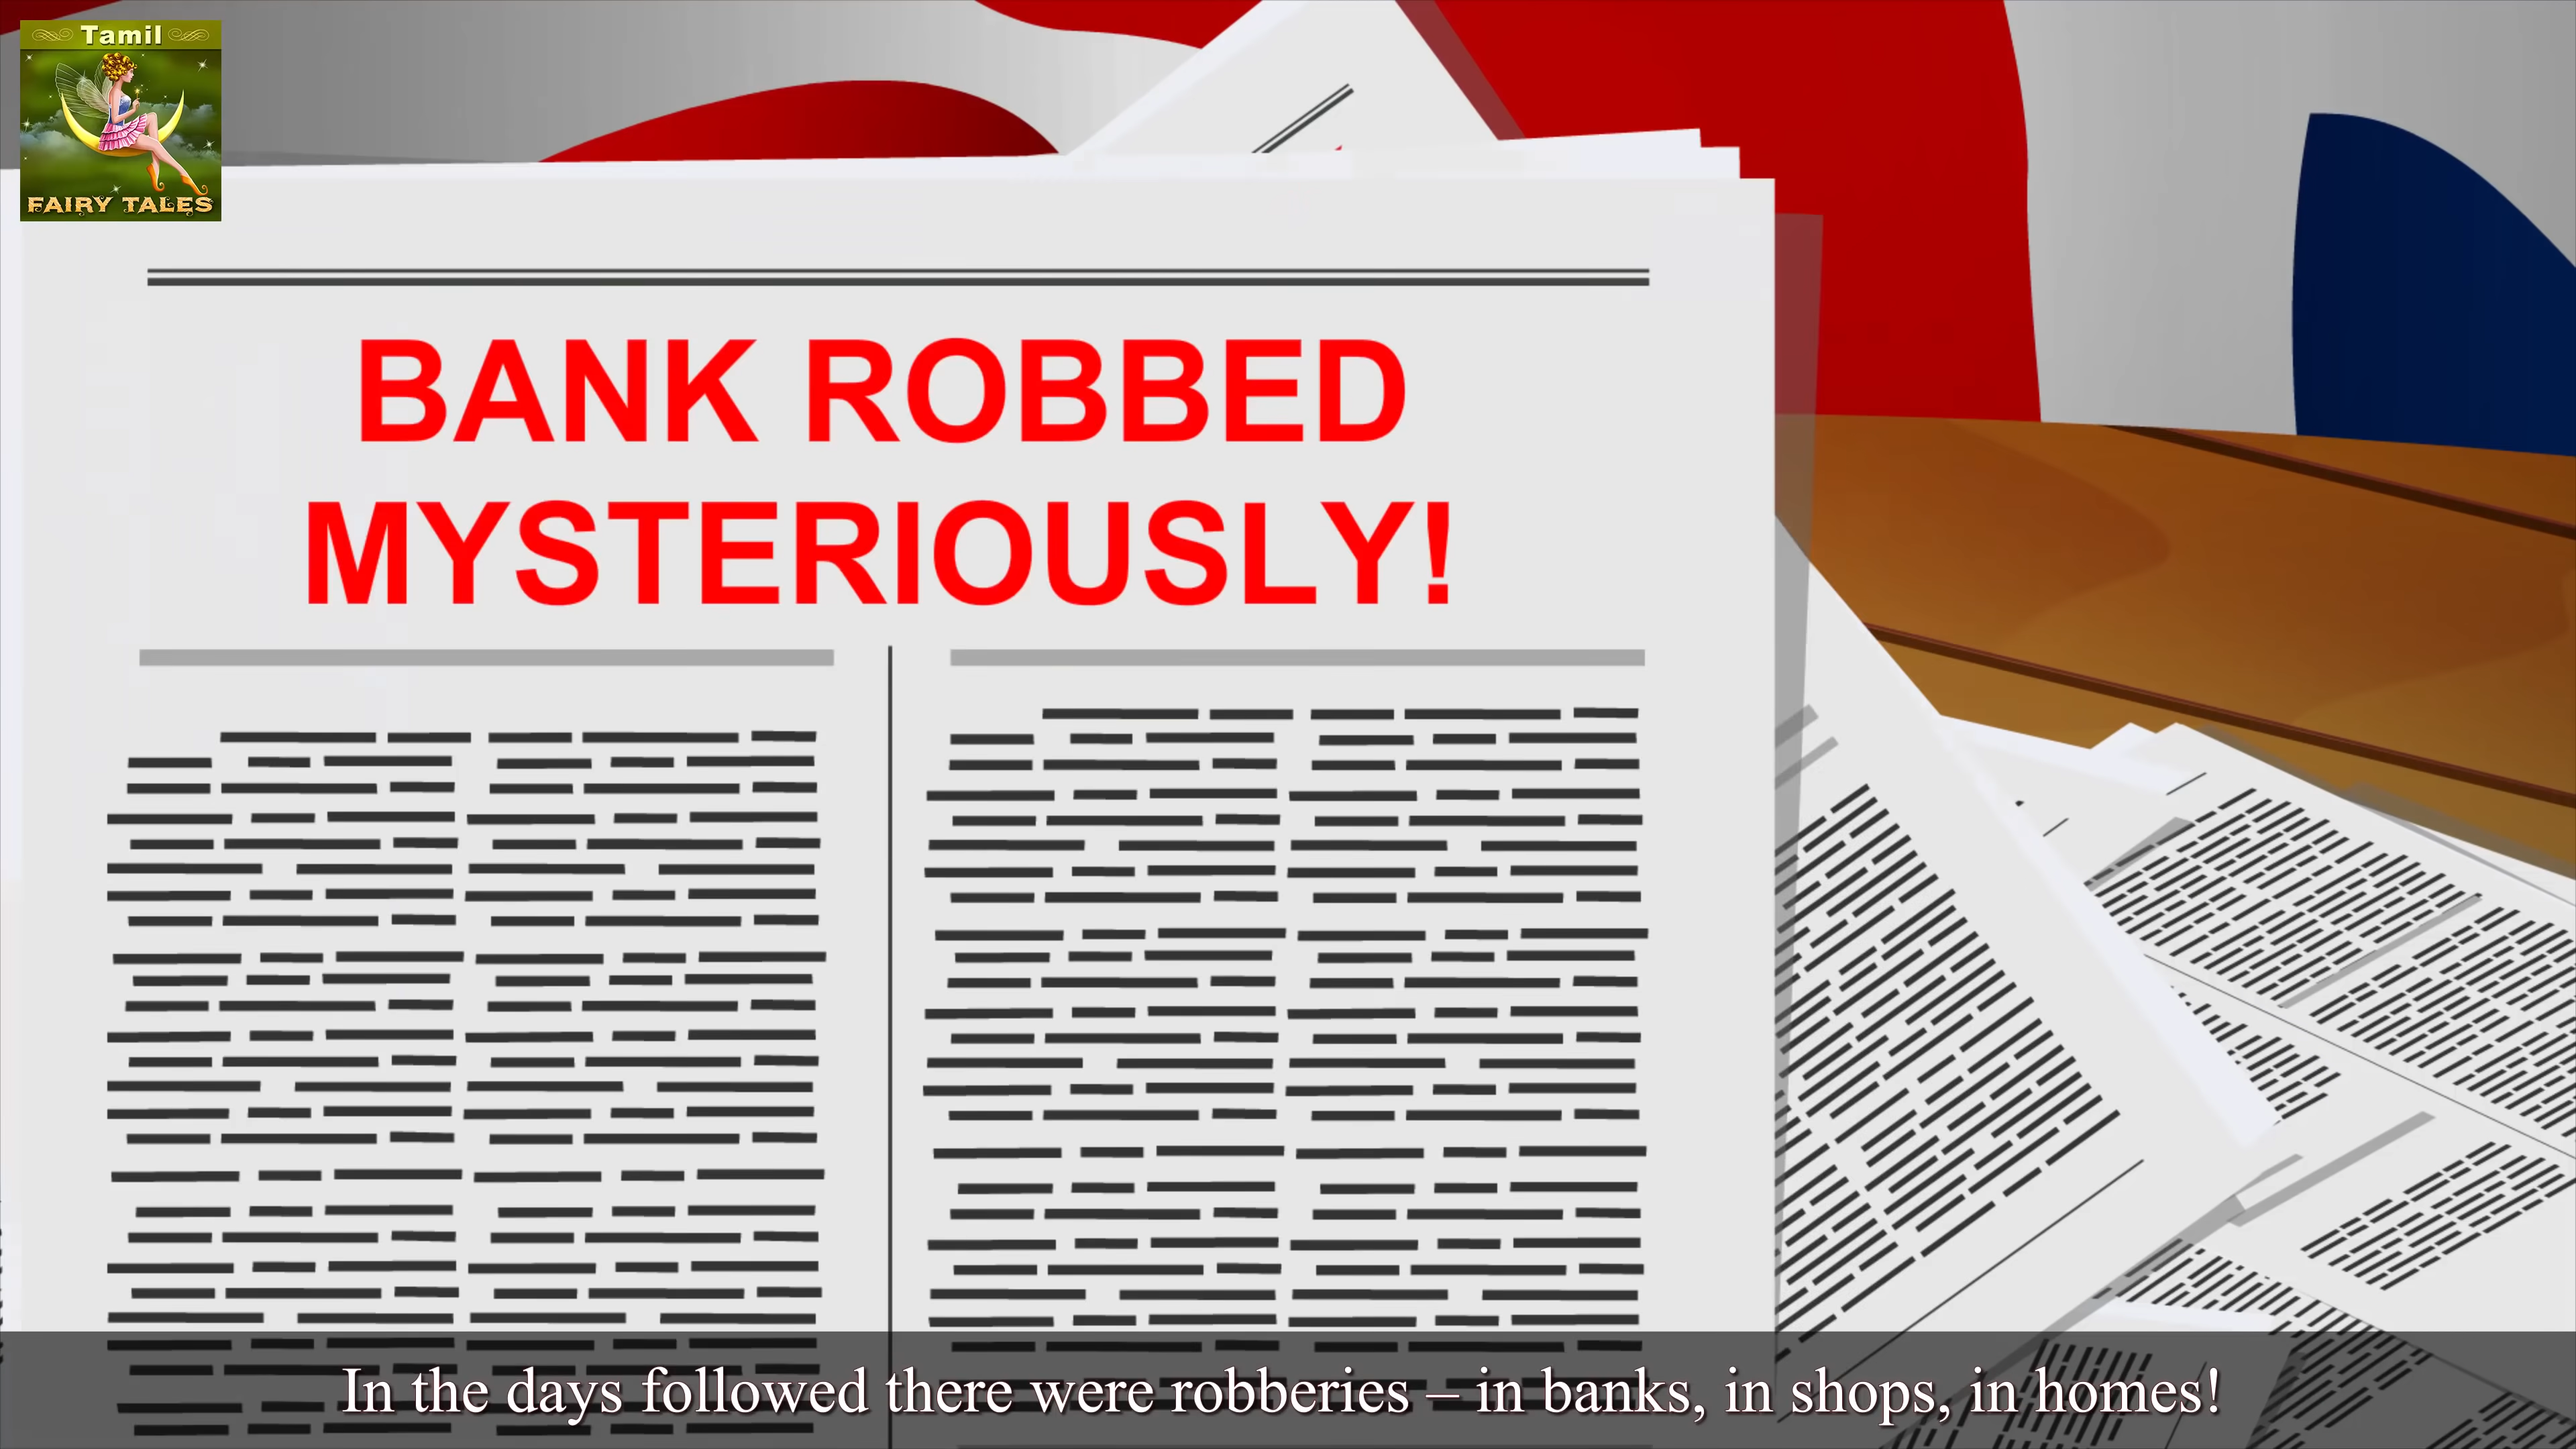 Tamil
FAIRY TALES
BANK ROBBED
MYSTERIOUSLY!
In the days followed there were robberies – in banks, in shops, in homes!